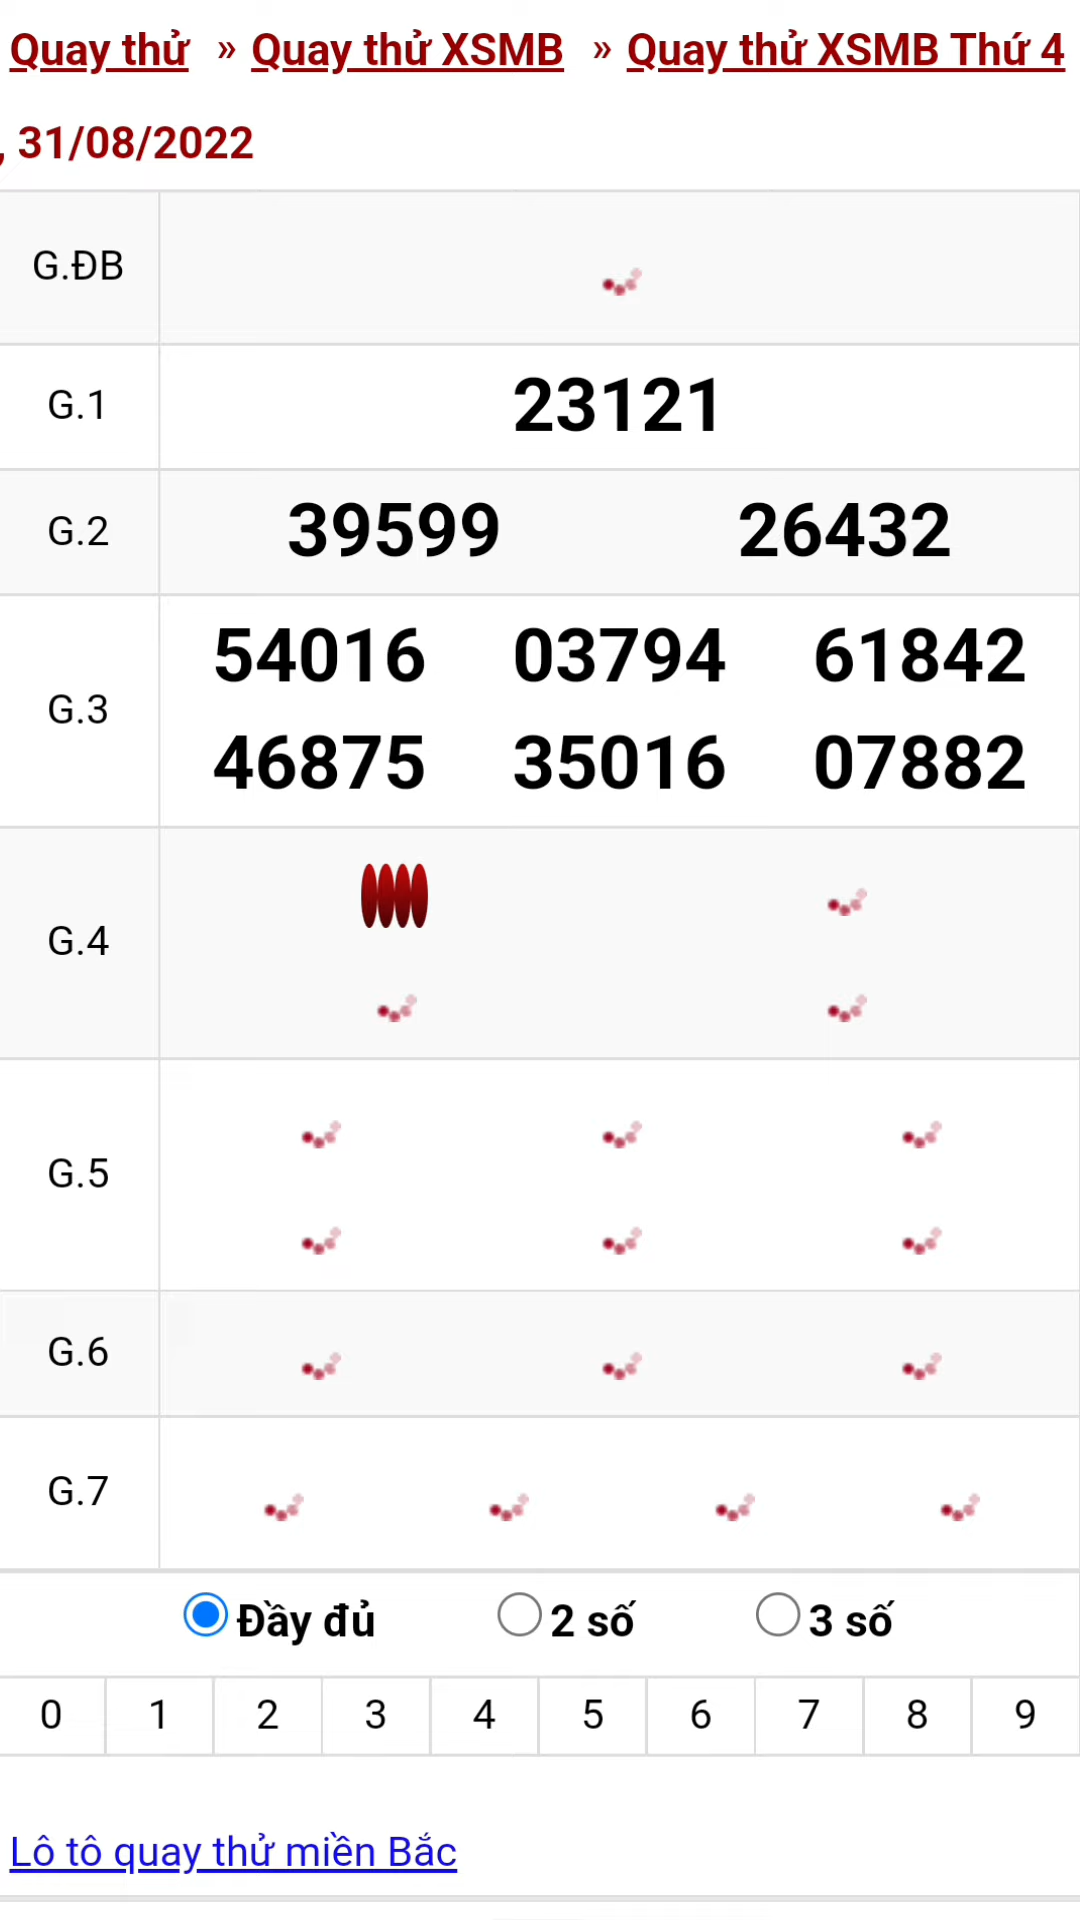 Quay thử » Quay thử XSMB » Quay thử XSMB Thứ 4
, 31/08/2022
G.ĐB
G.1 23121
G.2 39599 26432
54016 03794 61842
G.3
46875 35016 07882
G.4
G.5
G.6
G.7
Đầy đủ 2 số 3 số
0 1 2 3 4 5 6 7 8 9
Lô tô quay thử miền Bắc